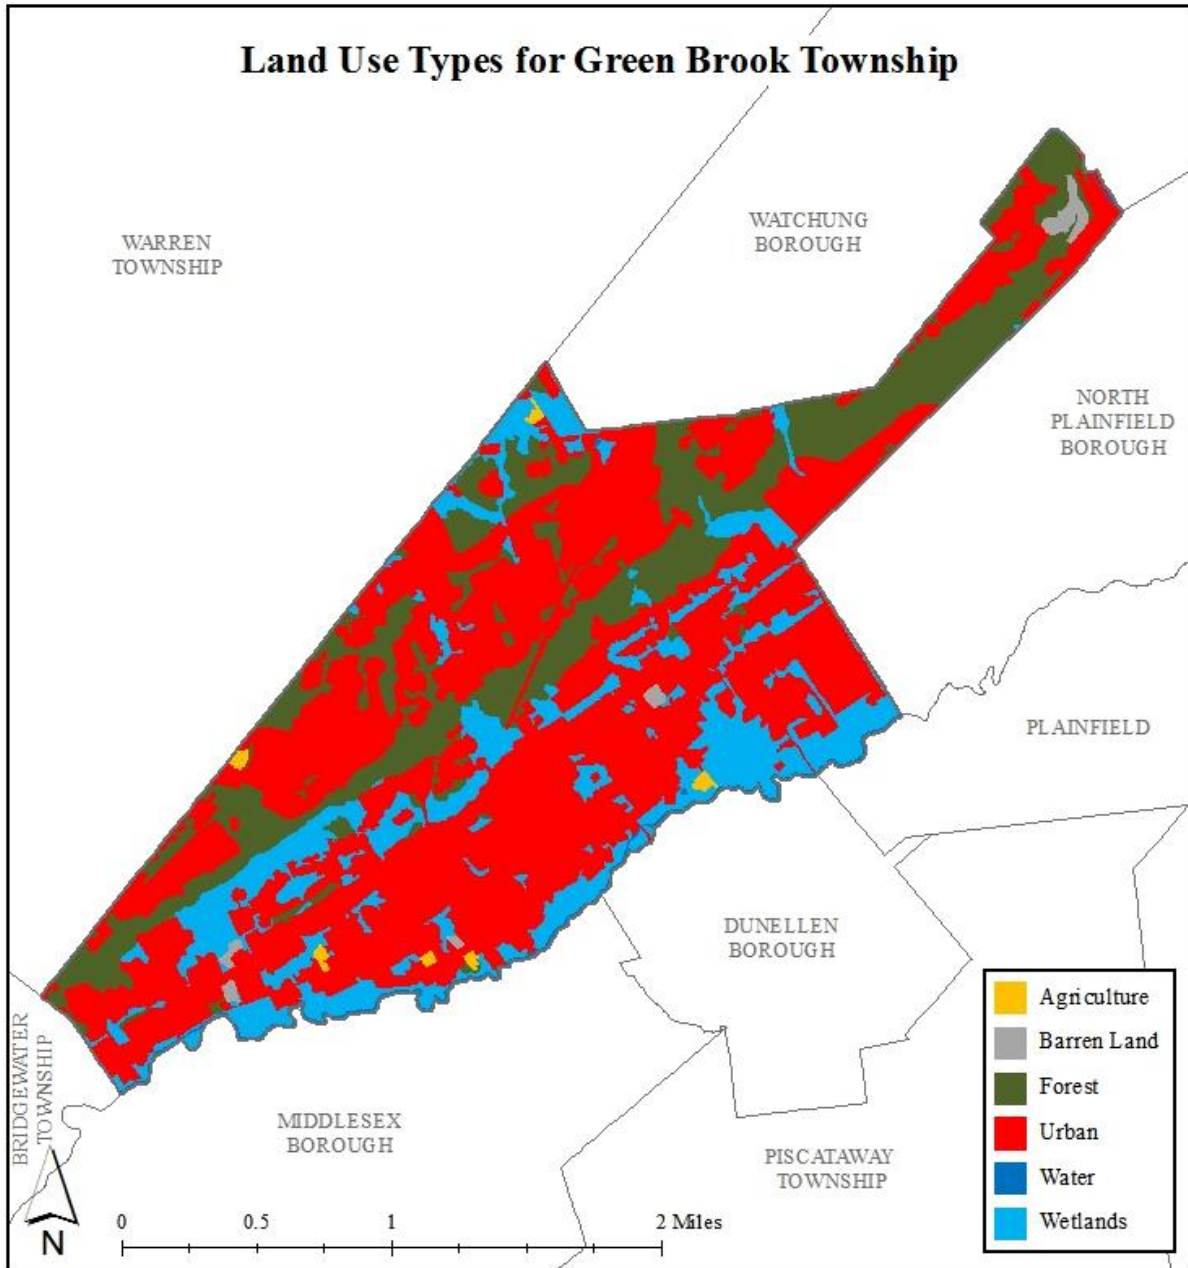 Land Use Types for Green Brook Township
WARREN
TOWNSHIP
WATCHUNG
BOROUGH
NORTH
PLAINFIELD
BOROUGH
PLAINFIELD
DUNELLEN
BOROUGH
BRIDGEWATER
TOWNSHIP
MIDDLESEX
BOROUGH
PISCATAWAY
TOWNSHIP
Agriculture
Barren Land
Forest
Urban
Water
Wetlands
N
0 0.5 1 2 Miles